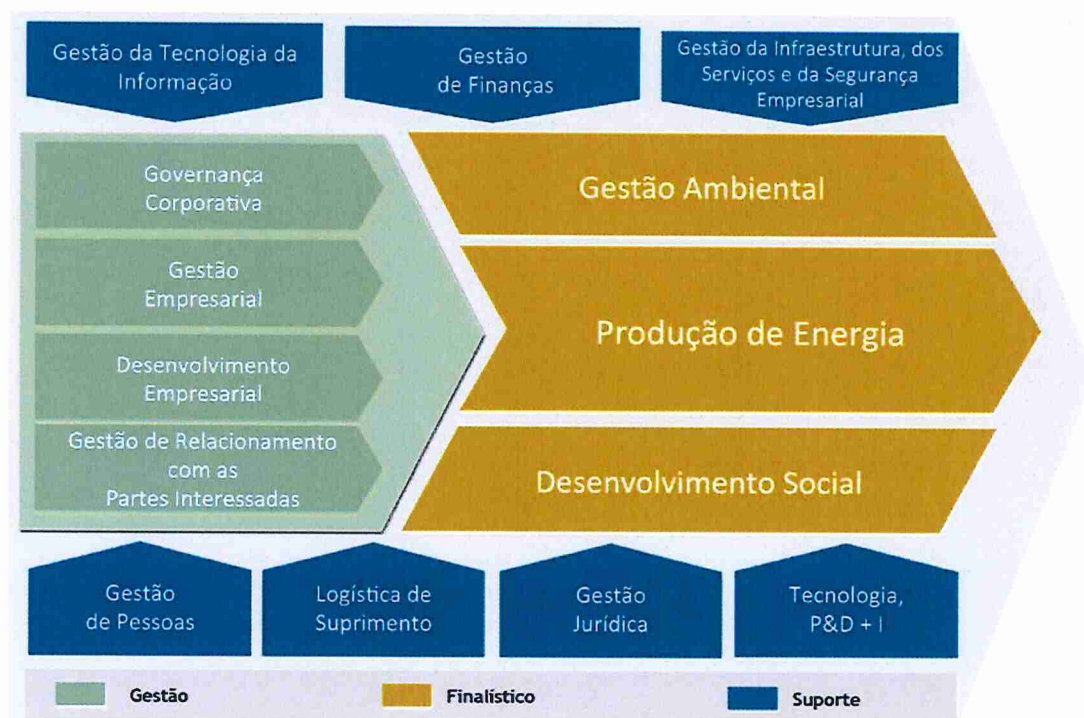 Gestão da Tecnologia da
Informação
Gestão
de Finanças
Gestão da Infraestrutura, dos
Serviços e da Segurança
Empresarial
Governança
Corporativa
Gestão
Empresarial
Desenvolvimento
Empresarial
Gestão de Relacionamento
com as
Partes Interessadas
Gestão Ambiental
Produção de Energia
Desenvolvimento Social
Gestão
de Pessoas
Logística de
Suprimento
Gestão
Jurídica
Tecnologia,
P&D + I
Gestão
Finalístico
Suporte